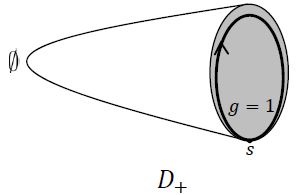 ∅
g = 1
s
D₊